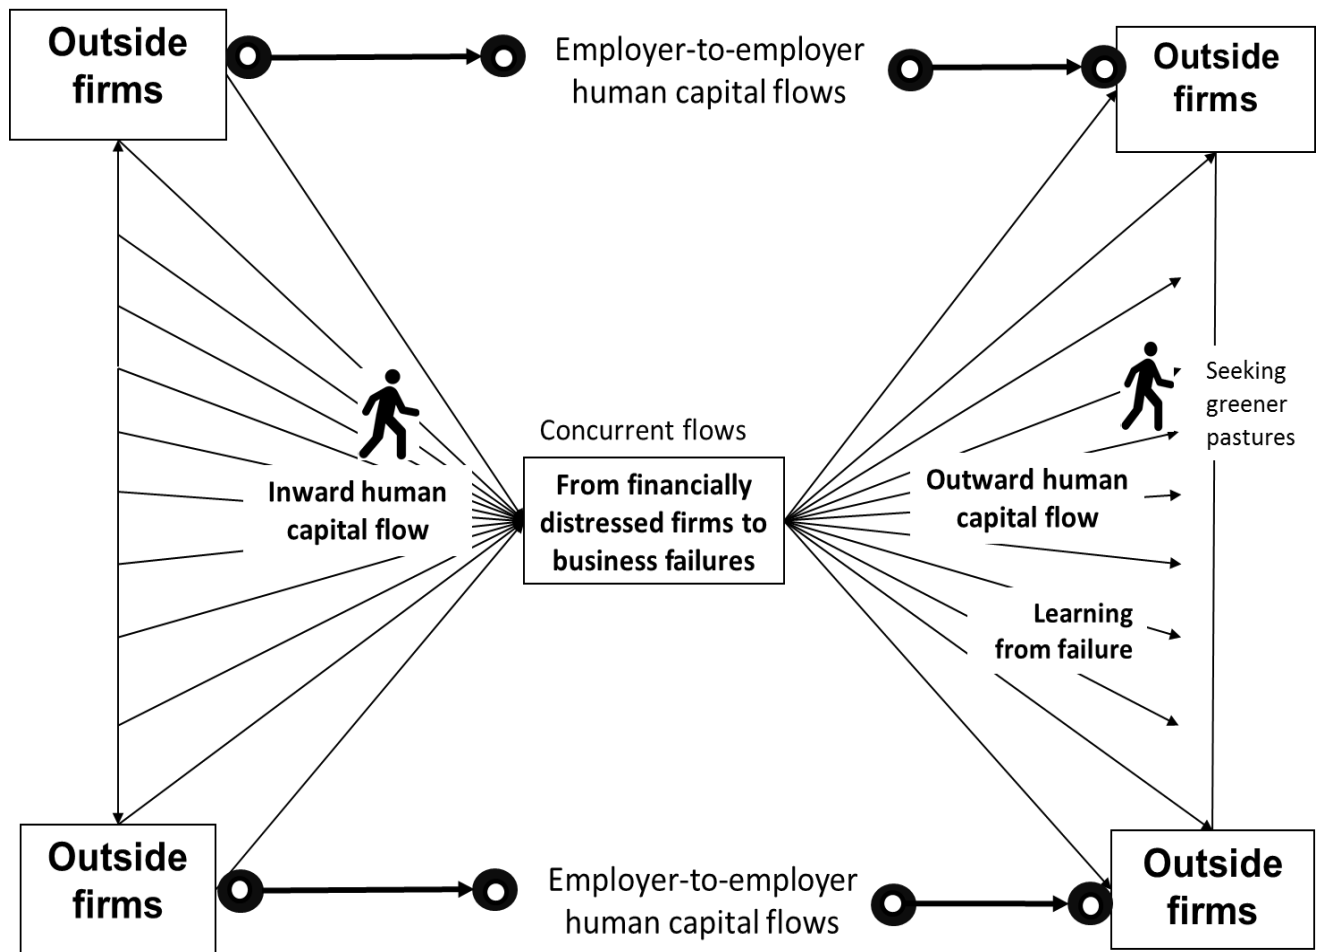 Outside
firms
Employer-to-employer
human capital flows
Outside
firms
Seeking
greener
pastures
Concurrent flows
Inward human
capital flow
From financially
distressed firms to
business failures
Outward human
capital flow
Learning
from failure
Outside
firms
Employer-to-employer
human capital flows
Outside
firms